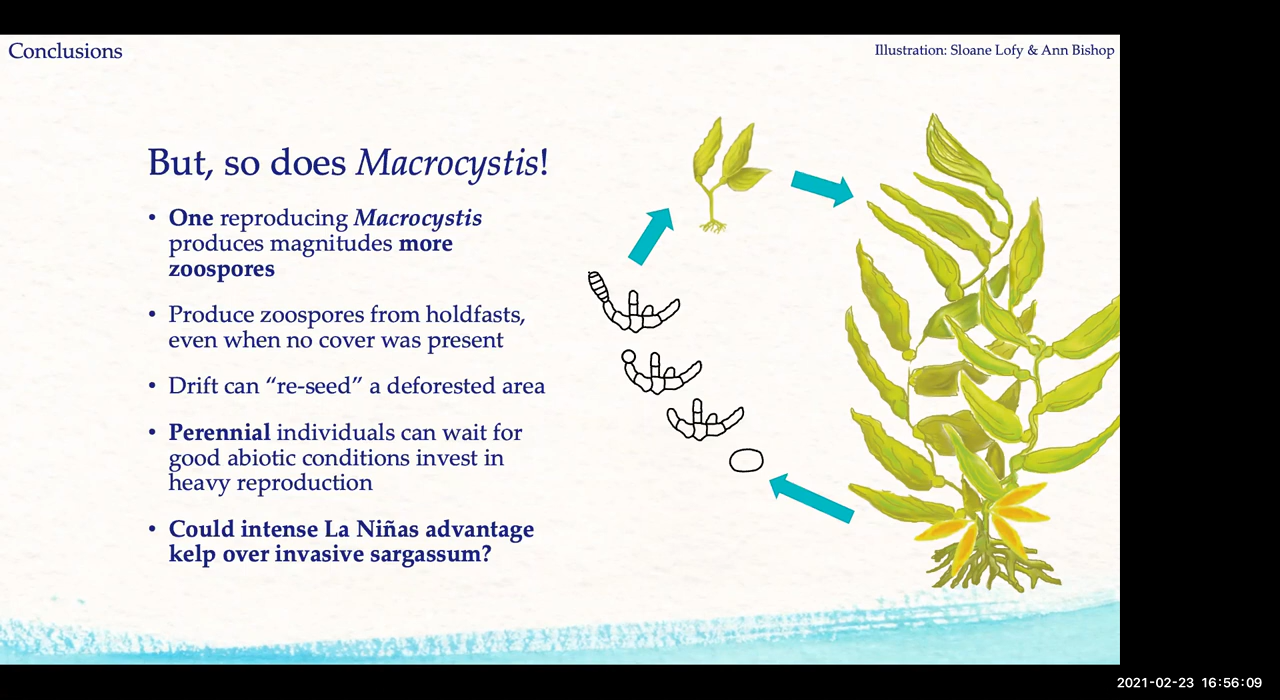 Conclusions
Illustration: Sloane Lofy & Ann Bishop
But, so does Macrocystis!
• One reproducing Macrocystis
produces magnitudes more
zoospores
• Produce zoospores from holdfasts,
even when no cover was present
• Drift can “re-seed” a deforested area
• Perennial individuals can wait for
good abiotic conditions invest in
heavy reproduction
• Could intense La Niñas advantage
kelp over invasive sargassum?
2021-02-23 16:56:09